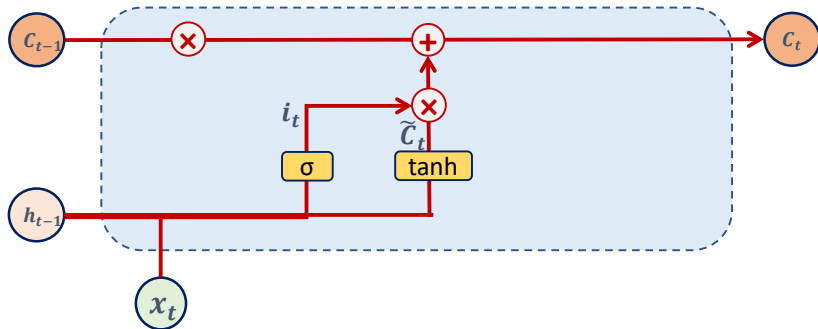 C_{t-1}
×
+
C_t
i_t
×
C̃_t
σ
tanh
h_{t-1}
x_t